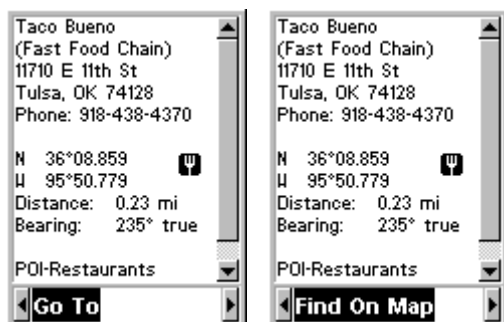 Taco Bueno
(Fast Food Chain)
11710 E 11th St
Tulsa, OK 74128
Phone: 918-438-4370
N 36°08.859
W 95°50.779
Distance: 0.23 mi
Bearing: 235° true
POI-Restaurants
Go To
Taco Bueno
(Fast Food Chain)
11710 E 11th St
Tulsa, OK 74128
Phone: 918-438-4370
N 36°08.859
W 95°50.779
Distance: 0.23 mi
Bearing: 235° true
POI-Restaurants
Find On Map